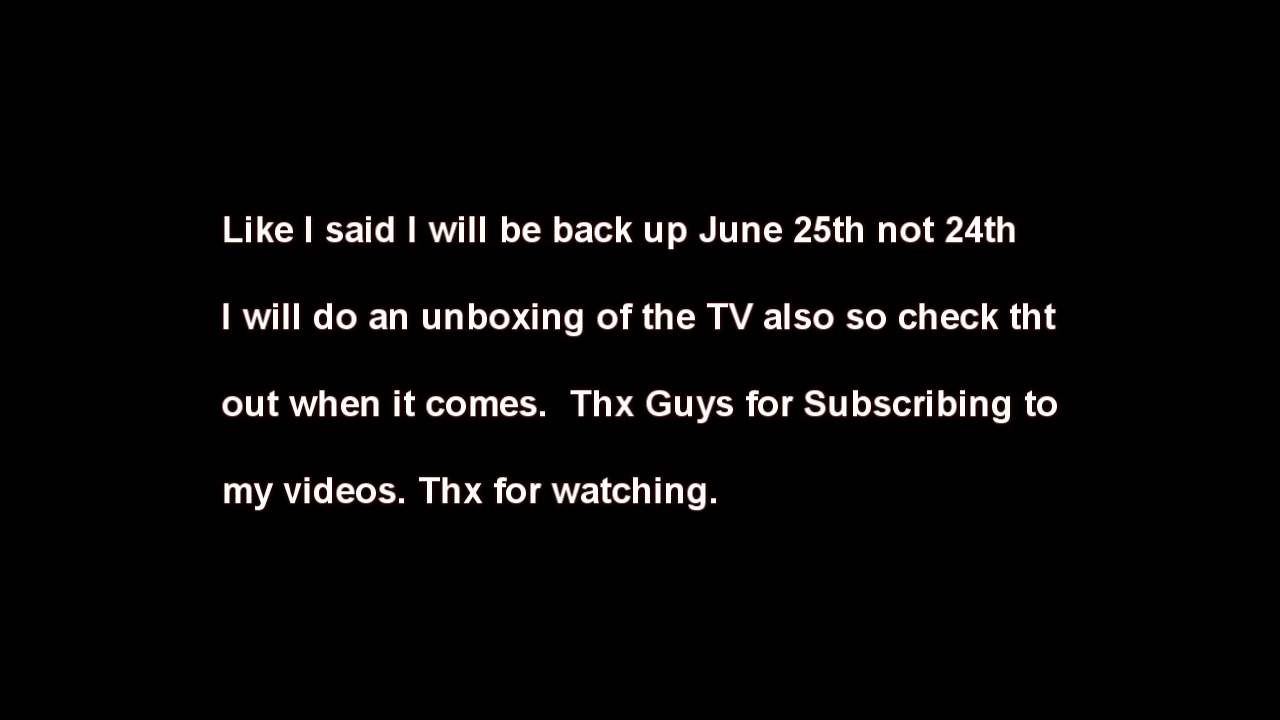 Like I said I will be back up June 25th not 24th
I will do an unboxing of the TV also so check tht
out when it comes.  Thx Guys for Subscribing to
my videos. Thx for watching.